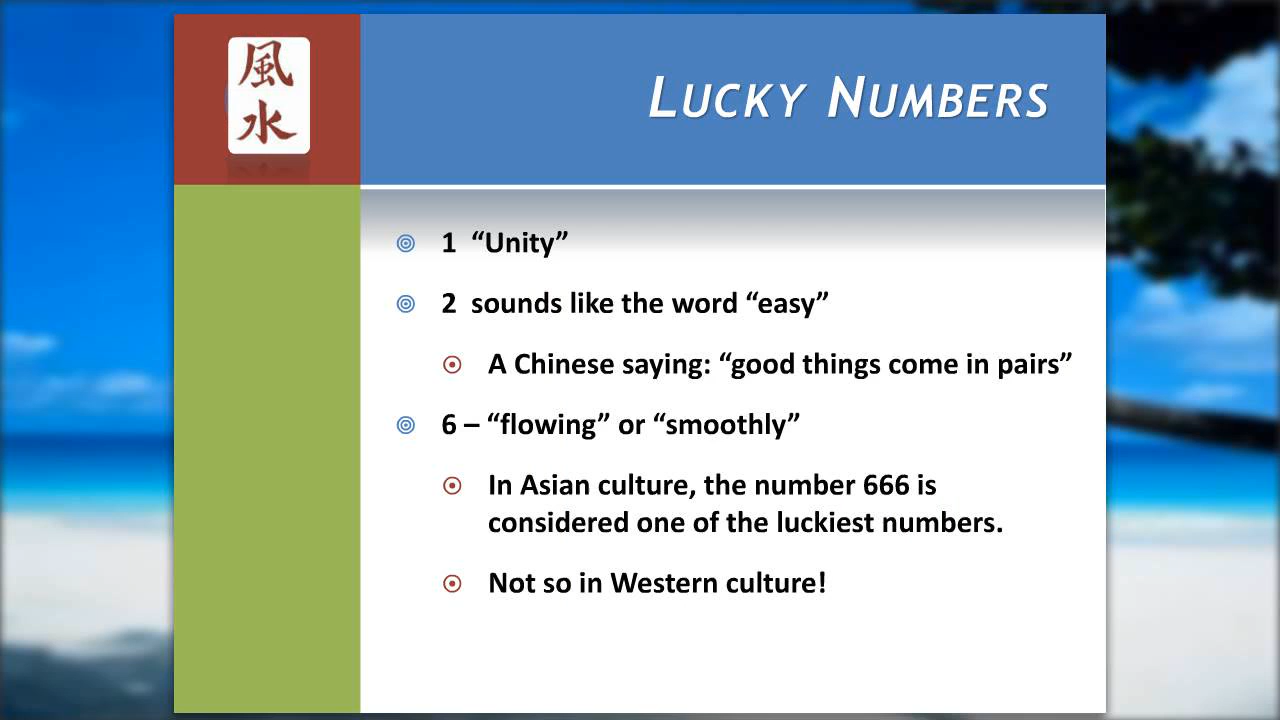 風
水
LUCKY NUMBERS
1 “Unity”
2 sounds like the word “easy”
A Chinese saying: “good things come in pairs”
6 – “flowing” or “smoothly”
In Asian culture, the number 666 is
considered one of the luckiest numbers.
Not so in Western culture!